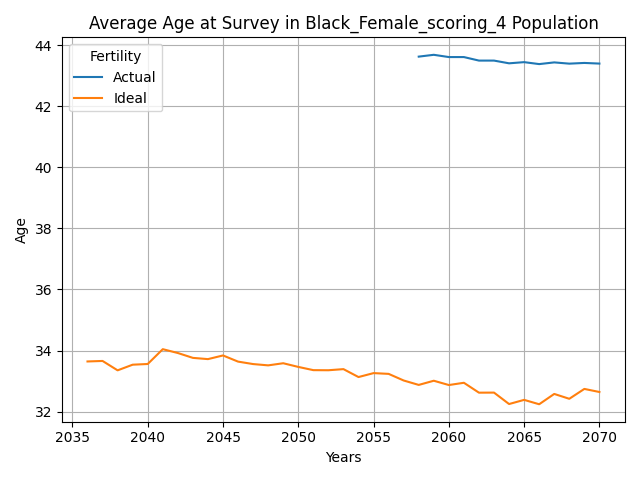 Average Age at Survey in Black_Female_scoring_4 Population
Fertility
Actual
Ideal
44
42
40
38
36
34
32
Age
2035 2040 2045 2050 2055 2060 2065 2070
Years